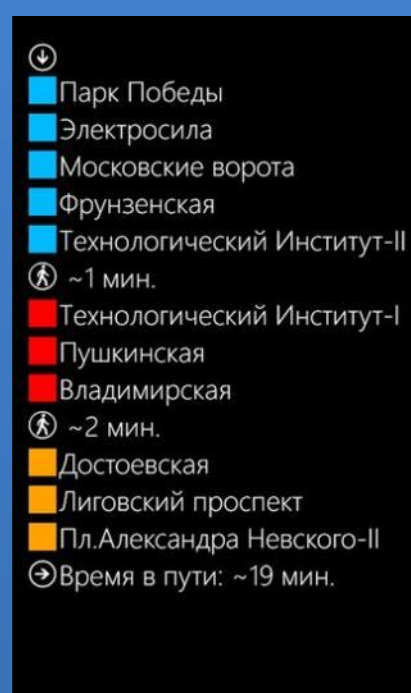 Парк Победы
Электросила
Московские ворота
Фрунзенская
Технологический Институт-II
~1 мин.
Технологический Институт-I
Пушкинская
Владимирская
~2 мин.
Достоевская
Лиговский проспект
Пл.Александра Невского-II
Время в пути: ~19 мин.